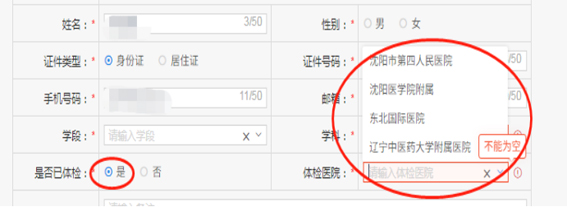 姓名：* 3/50 性别：* 男 女
证件类型：* 身份证 居住证 证件号码：* /50
沈阳市第四人民医院
沈阳医学院附属
手机号码：* 11/50 邮箱：* /50
东北国际医院
学段：* 请输入学段 X 学科：*
辽宁中医药大学附属医院 不能为空
是否已体检：* 是 否 体检医院：* 请输入体检医院 X